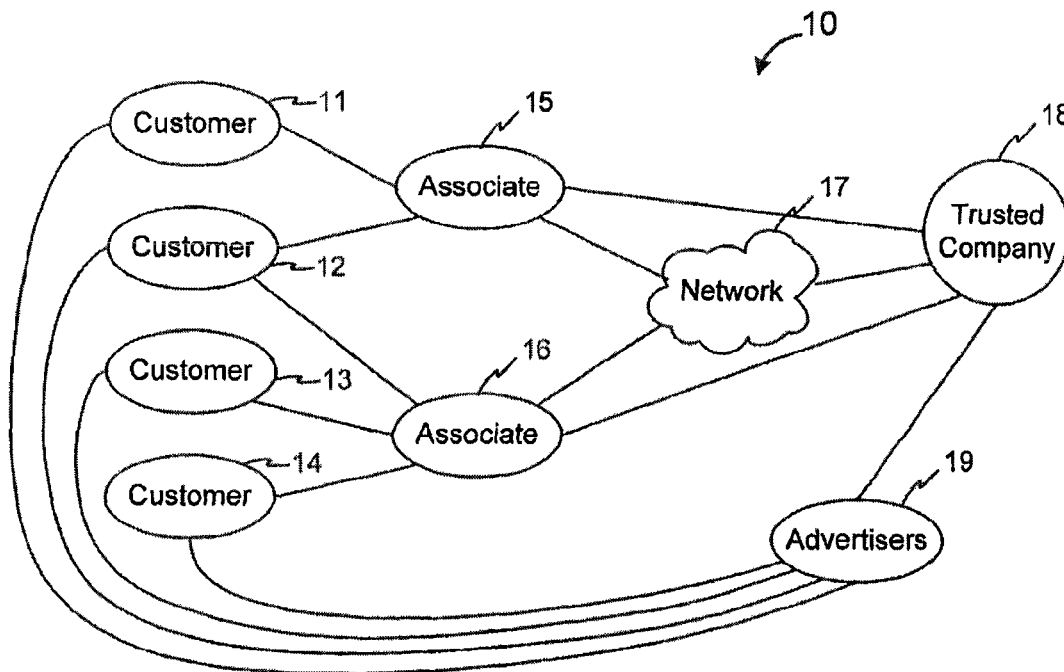 10
Customer
11
15
Associate
18
Trusted
Company
17
Network
Customer
12
Customer
13
16
Associate
14
Customer
19
Advertisers